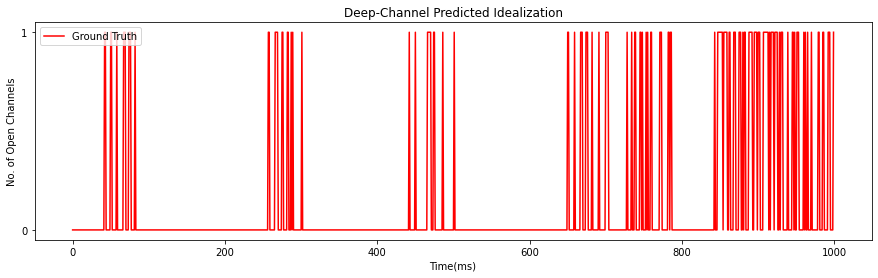 Deep-Channel Predicted Idealization
Ground Truth
No. of Open Channels
1
0
0
200
400
600
800
1000
Time(ms)